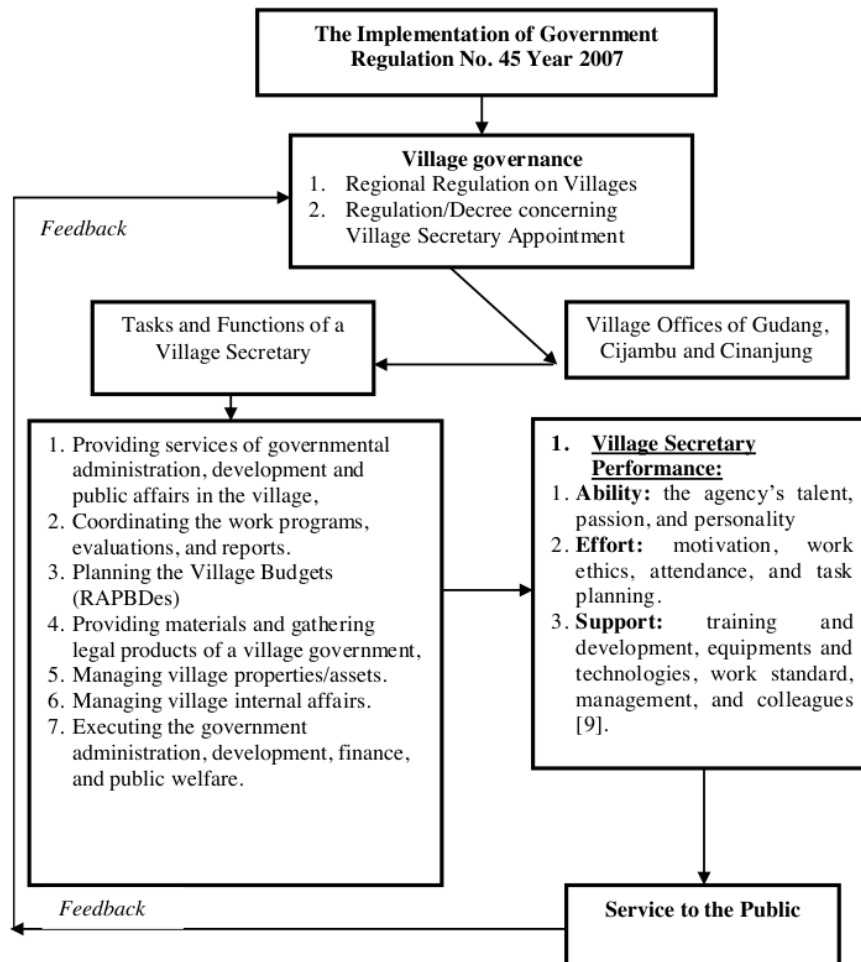 The Implementation of Government
Regulation No. 45 Year 2007
Village governance
1. Regional Regulation on Villages
2. Regulation/Decree concerning
Village Secretary Appointment
Feedback
Tasks and Functions of a
Village Secretary
Village Offices of Gudang,
Cijambu and Cinanjung
1. Providing services of governmental
administration, development and
public affairs in the village,
2. Coordinating the work programs,
evaluations, and reports.
3. Planning the Village Budgets
(RAPBDes)
4. Providing materials and gathering
legal products of a village government,
5. Managing village properties/assets.
6. Managing village internal affairs.
7. Executing the government
administration, development, finance,
and public welfare.
1. Village Secretary
Performance:
1. Ability: the agency's talent,
passion, and personality
2. Effort: motivation, work
ethics, attendance, and task
planning.
3. Support: training and
development, equipments and
technologies, work standard,
management, and colleagues
[9].
Feedback
Service to the Public